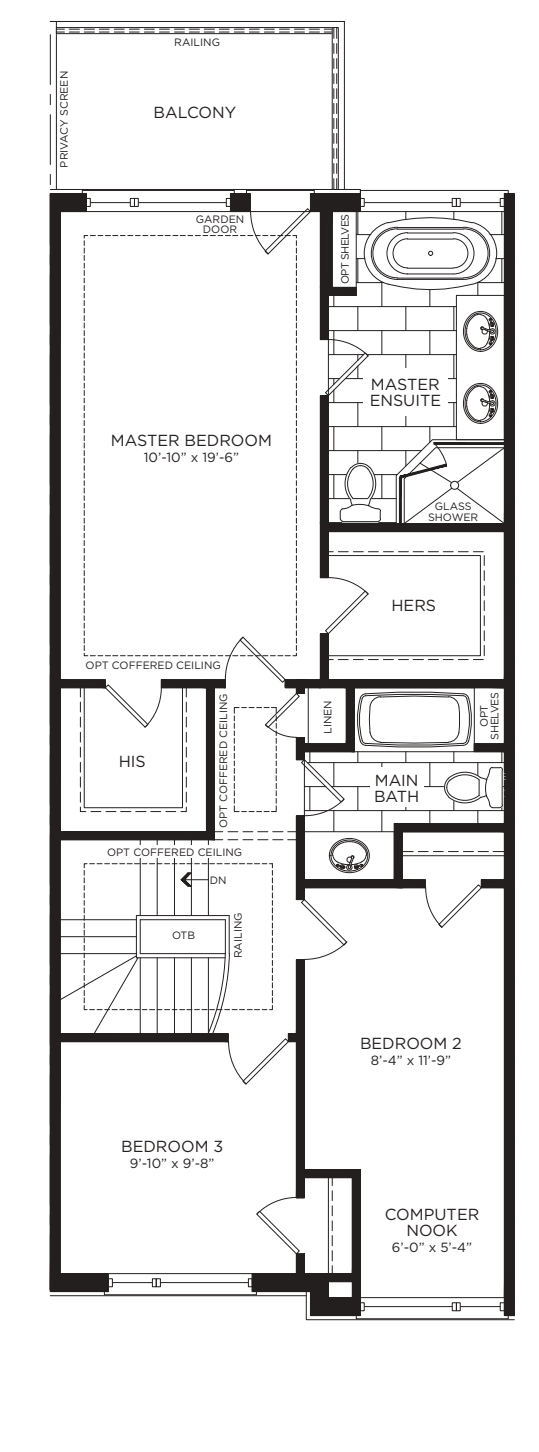 RAILING
PRIVACY SCREEN
BALCONY
GARDEN
DOOR
OPT SHELVES
MASTER
ENSUITE
MASTER BEDROOM
10'-10" x 19'-6"
GLASS
SHOWER
HERS
OPT COFFERED CEILING
OPT COFFERED CEILING
LINEN
OPT
SHELVES
HIS
MAIN
BATH
OPT COFFERED CEILING
DN
RAILING
OTB
BEDROOM 2
8'-4" x 11'-9"
BEDROOM 3
9'-10" x 9'-8"
COMPUTER
NOOK
6'-0" x 5'-4"